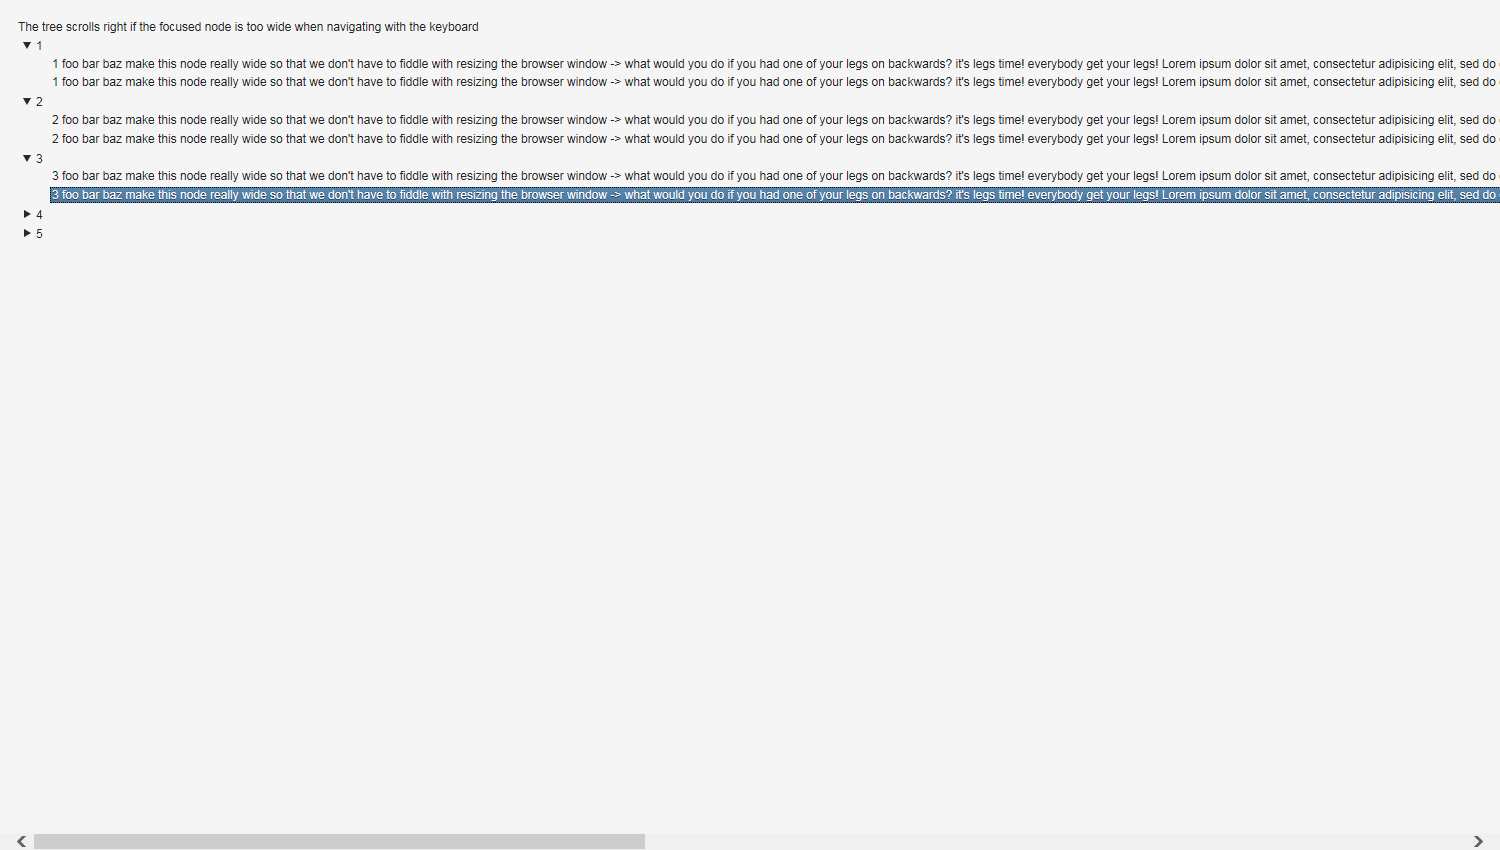 The tree scrolls right if the focused node is too wide when navigating with the keyboard
1
1 foo bar baz make this node really wide so that we don't have to fiddle with resizing the browser window -> what would you do if you had one of your legs on backwards? it's legs time! everybody get your legs! Lorem ipsum dolor sit amet, consectetur adipisicing elit, sed do
1 foo bar baz make this node really wide so that we don't have to fiddle with resizing the browser window -> what would you do if you had one of your legs on backwards? it's legs time! everybody get your legs! Lorem ipsum dolor sit amet, consectetur adipisicing elit, sed do
2
2 foo bar baz make this node really wide so that we don't have to fiddle with resizing the browser window -> what would you do if you had one of your legs on backwards? it's legs time! everybody get your legs! Lorem ipsum dolor sit amet, consectetur adipisicing elit, sed do
2 foo bar baz make this node really wide so that we don't have to fiddle with resizing the browser window -> what would you do if you had one of your legs on backwards? it's legs time! everybody get your legs! Lorem ipsum dolor sit amet, consectetur adipisicing elit, sed do
3
3 foo bar baz make this node really wide so that we don't have to fiddle with resizing the browser window -> what would you do if you had one of your legs on backwards? it's legs time! everybody get your legs! Lorem ipsum dolor sit amet, consectetur adipisicing elit, sed do
3 foo bar baz make this node really wide so that we don't have to fiddle with resizing the browser window -> what would you do if you had one of your legs on backwards? it's legs time! everybody get your legs! Lorem ipsum dolor sit amet, consectetur adipisicing elit, sed do
4
5